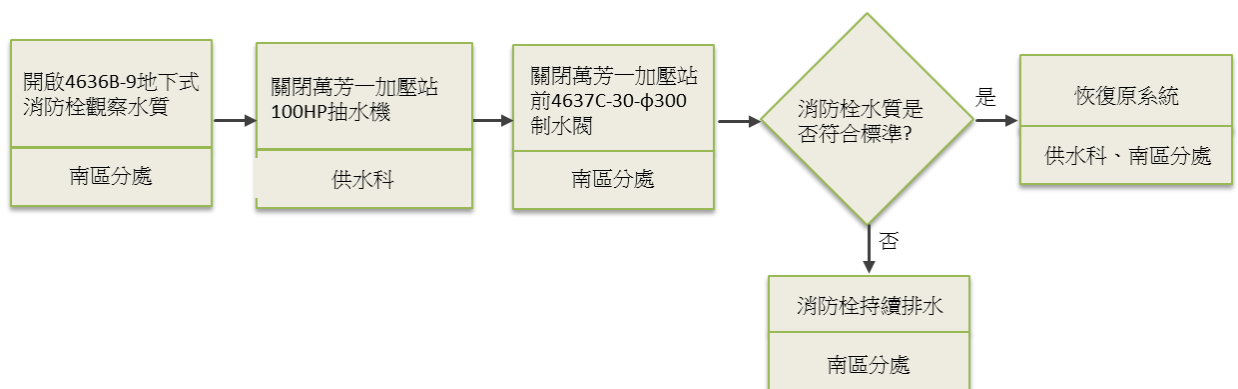 開啟4636B-9地下式
消防栓觀察水質
南區分處
關閉萬芳一加壓站
100HP抽水機
供水科
關閉萬芳一加壓站
前4637C-30-ф300
制水閥
南區分處
消防栓水質是
否符合標準?
是
恢復原系統
供水科、南區分處
否
消防栓持續排水
南區分處